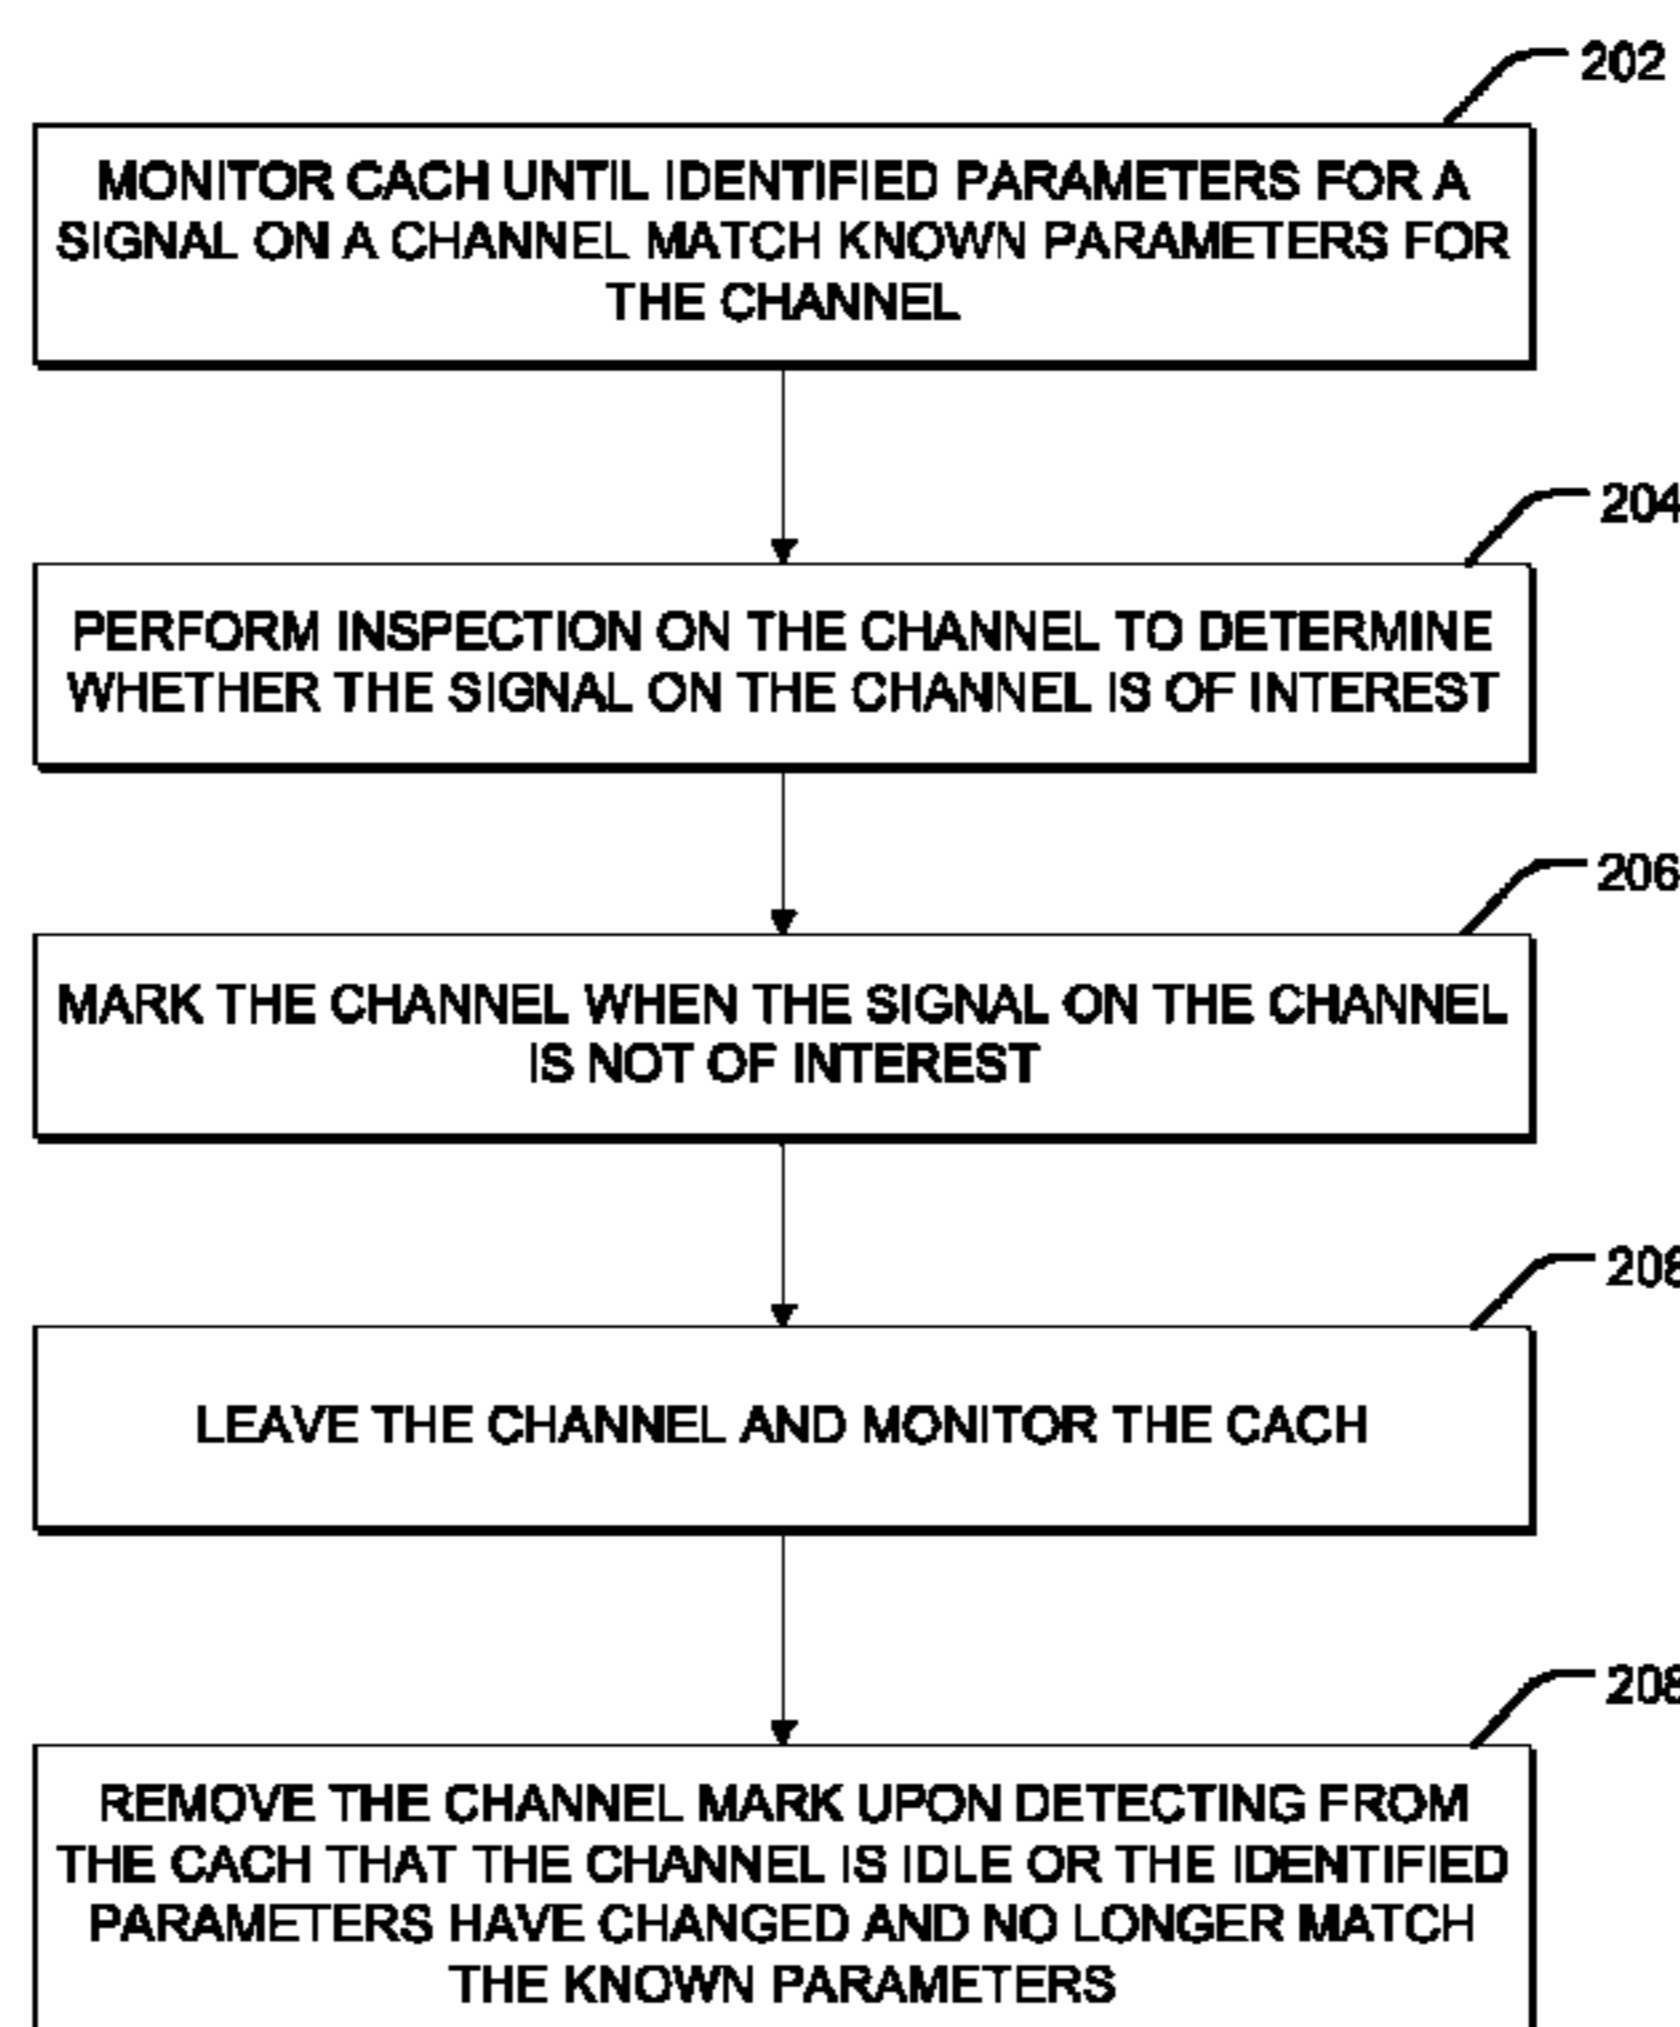 202
MONITOR CACH UNTIL IDENTIFIED PARAMETERS FOR A
SIGNAL ON A CHANNEL MATCH KNOWN PARAMETERS FOR
THE CHANNEL
204
PERFORM INSPECTION ON THE CHANNEL TO DETERMINE
WHETHER THE SIGNAL ON THE CHANNEL IS OF INTEREST
206
MARK THE CHANNEL WHEN THE SIGNAL ON THE CHANNEL
IS NOT OF INTEREST
208
LEAVE THE CHANNEL AND MONITOR THE CACH
208
REMOVE THE CHANNEL MARK UPON DETECTING FROM
THE CACH THAT THE CHANNEL IS IDLE OR THE IDENTIFIED
PARAMETERS HAVE CHANGED AND NO LONGER MATCH
THE KNOWN PARAMETERS